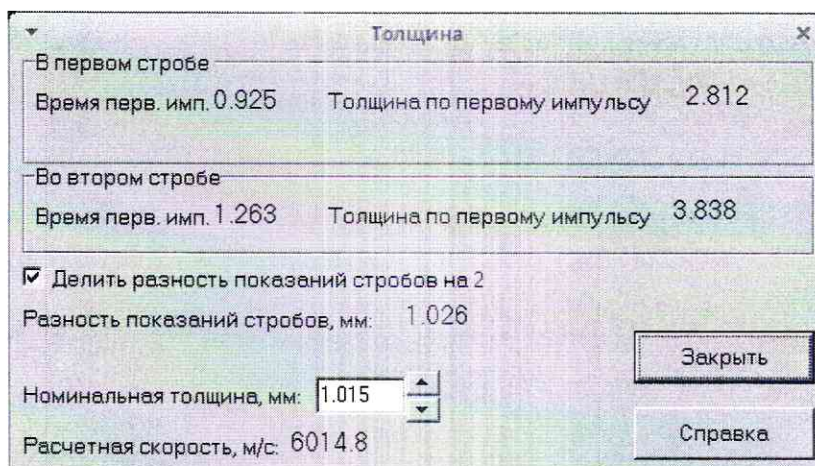 Толщина
В первом стробе
Время перв. имп. 0.925 Толщина по первому импульсу 2.812
Во втором стробе
Время перв. имп. 1.263 Толщина по первому импульсу 3.838
Делить разность показаний стробов на 2
Разность показаний стробов, мм: 1.026
Закрыть
Номинальная толщина, мм: 1.015
Справка
Расчетная скорость, м/с: 6014.8